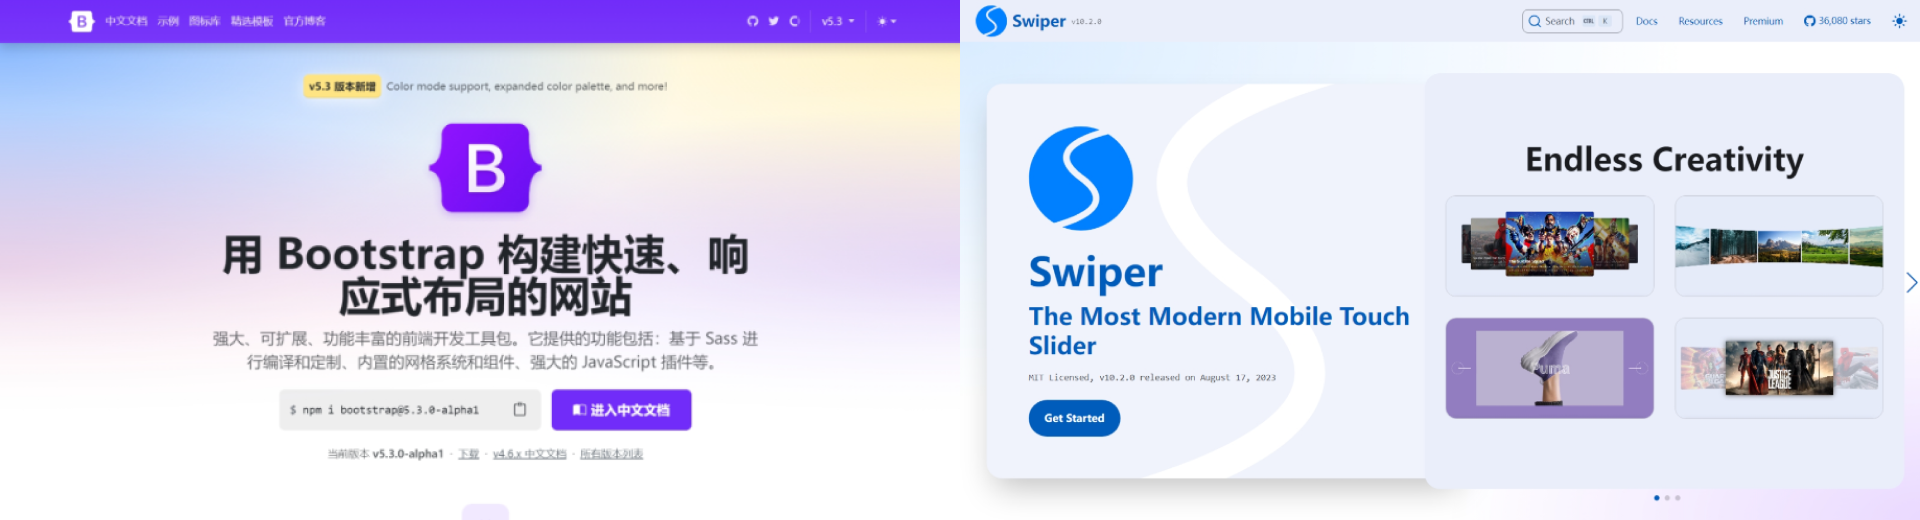 B 中文文档 示例 图标库 精选模板 官方博客 v5.3
v5.3 版本新增 Color mode support, expanded color palette, and more!
B
用 Bootstrap 构建快速、响
应式布局的网站
强大、可扩展、功能丰富的前端开发工具包。它提供的功能包括：基于 Sass 进
行编译和定制、内置的网格系统和组件、强大的 JavaScript 插件等。
$ npm i bootstrap@5.3.0-alpha1
进入中文文档
当前版本 v5.3.0-alpha1 · 下载 · v4.6.x 中文文档 · 所有版本列表
Swiper v10.2.0
Search CTRL K Docs Resources Premium 36,080 stars
Swiper
The Most Modern Mobile Touch
Slider
MIT Licensed, v10.2.0 released on August 17, 2023
Get Started
Endless Creativity
Puma
JUSTICE
LEAGUE